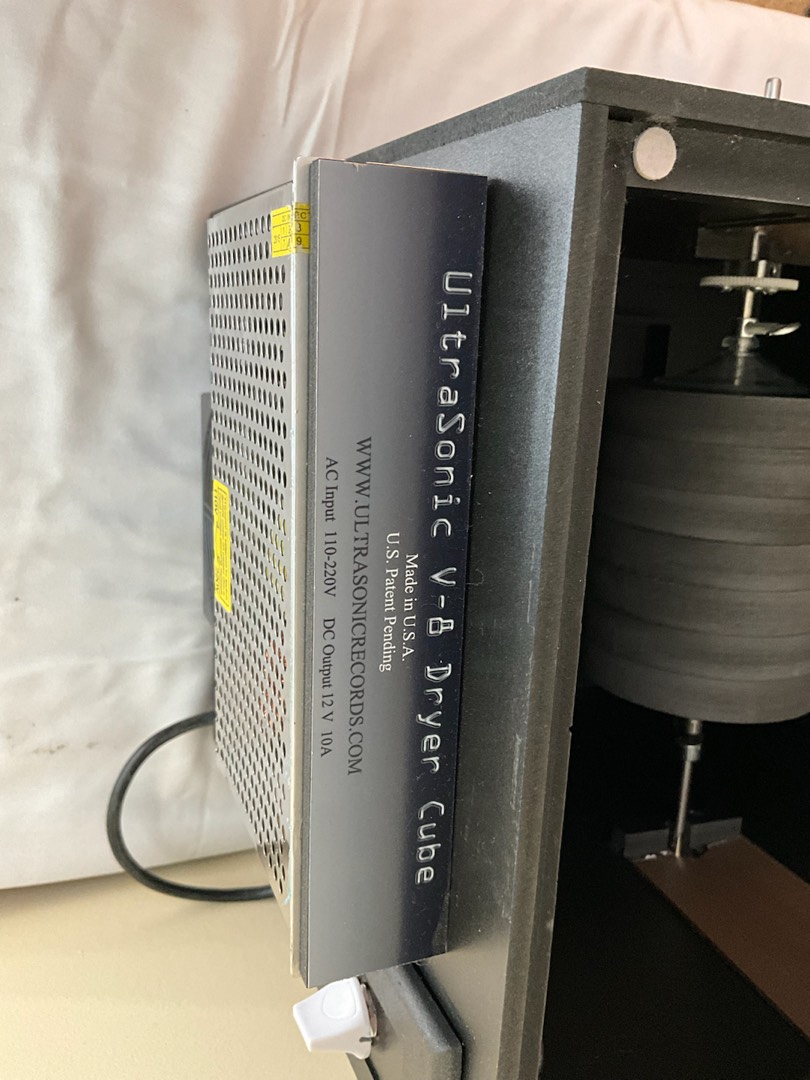 UltraSonic V-8 Dryer Cube
Made in U.S.A.
U.S. Patent Pending
WWW.ULTRASONICRECORDS.COM
AC Input 110-220V DC Output 12 V 10A